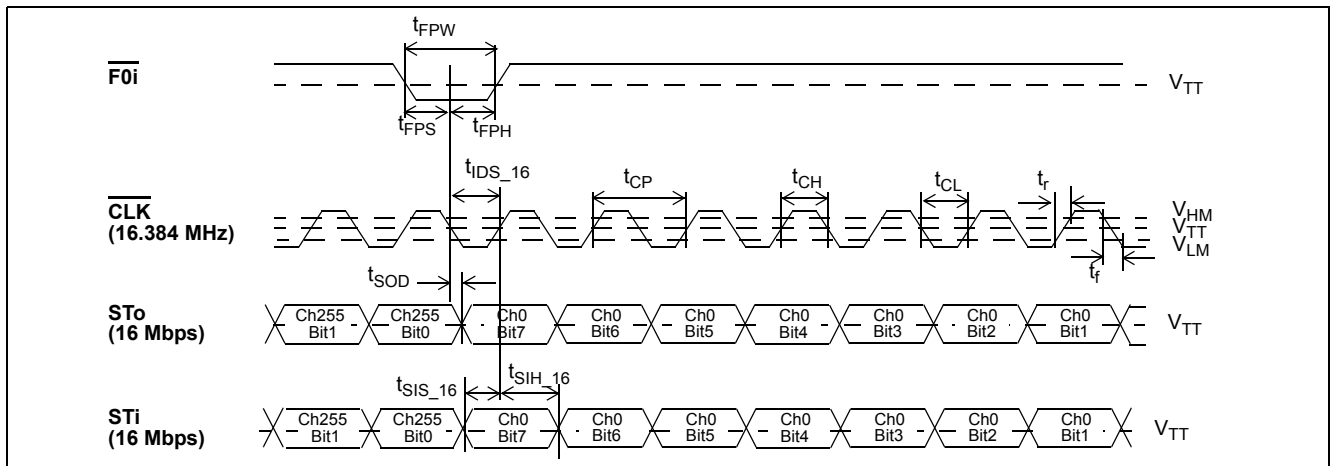 tFPW
F0i
VTT
tFPS tFPH
tIDS_16
tCP tCH tCL tr
CLK
(16.384 MHz)
VHM
VTT
VLM
tf
tSOD
STo
(16 Mbps)
Ch255 Ch255 Ch0 Ch0 Ch0 Ch0 Ch0 Ch0 Ch0
Bit1 Bit0 Bit7 Bit6 Bit5 Bit4 Bit3 Bit2 Bit1
VTT
tSIS_16 tSIH_16
STi
(16 Mbps)
Ch255 Ch255 Ch0 Ch0 Ch0 Ch0 Ch0 Ch0 Ch0
Bit1 Bit0 Bit7 Bit6 Bit5 Bit4 Bit3 Bit2 Bit1
VTT